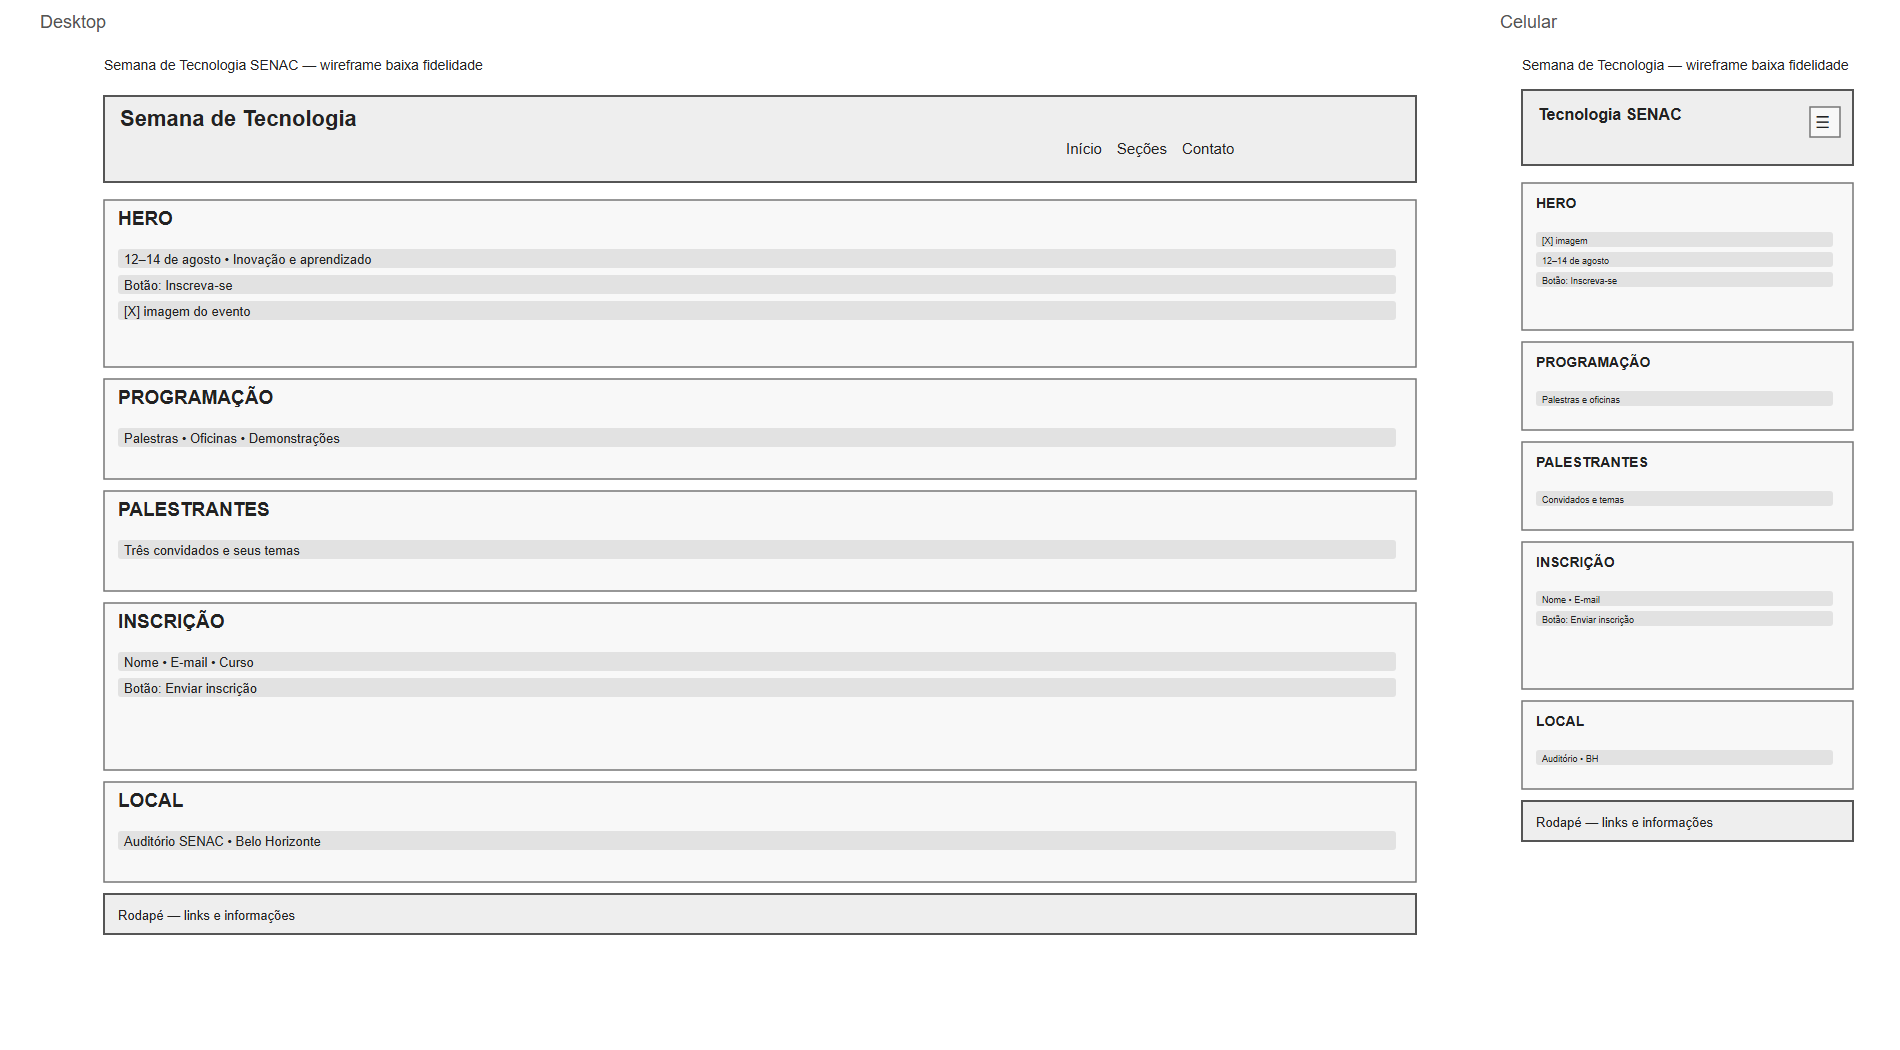 Desktop
Semana de Tecnologia SENAC — wireframe baixa fidelidade
Semana de Tecnologia
Início Seções Contato
HERO
12–14 de agosto • Inovação e aprendizado
Botão: Inscreva-se
[X] imagem do evento
PROGRAMAÇÃO
Palestras • Oficinas • Demonstrações
PALESTRANTES
Três convidados e seus temas
INSCRIÇÃO
Nome • E-mail • Curso
Botão: Enviar inscrição
LOCAL
Auditório SENAC • Belo Horizonte
Rodapé — links e informações
Celular
Semana de Tecnologia — wireframe baixa fidelidade
Tecnologia SENAC
☰
HERO
[X] imagem
12–14 de agosto
Botão: Inscreva-se
PROGRAMAÇÃO
Palestras e oficinas
PALESTRANTES
Convidados e temas
INSCRIÇÃO
Nome • E-mail
Botão: Enviar inscrição
LOCAL
Auditório • BH
Rodapé — links e informações